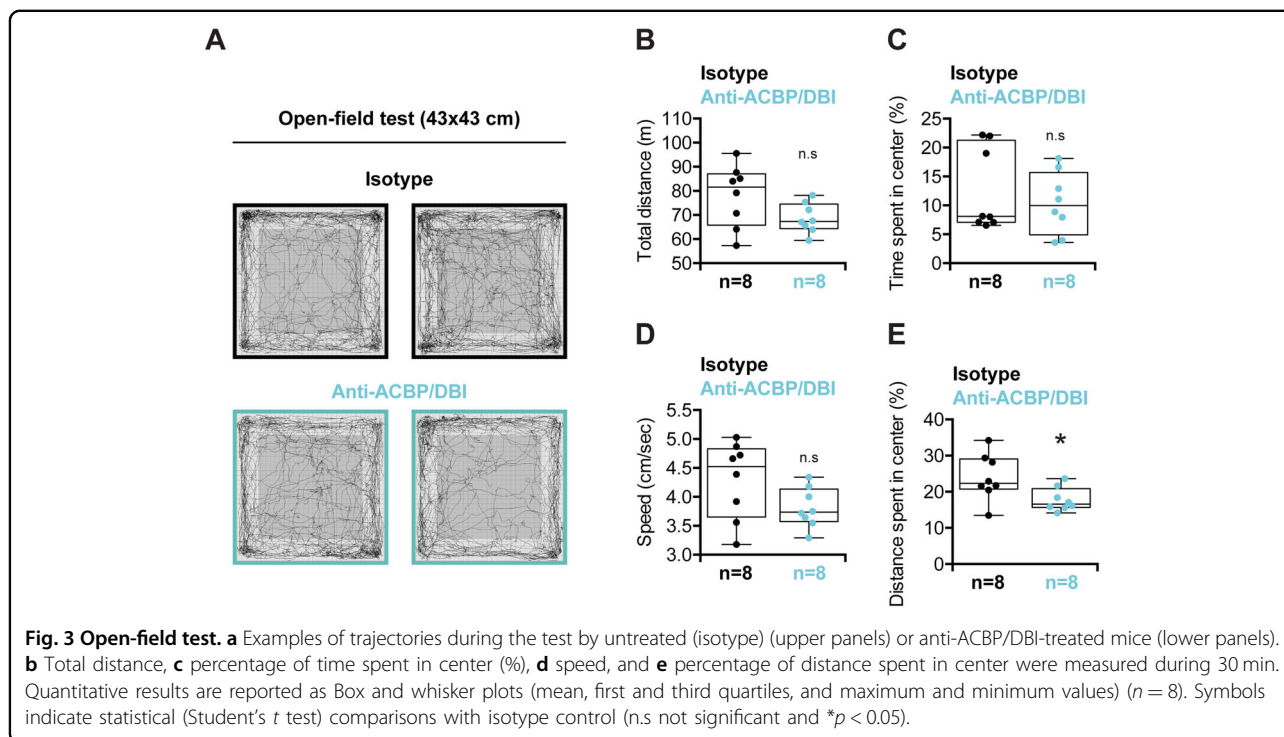 A
Open-field test (43x43 cm)
Isotype
Anti-ACBP/DBI
B
Isotype
Anti-ACBP/DBI
Total distance (m)
110
100
90
80
70
60
50
n.s
n=8
n=8
C
Isotype
Anti-ACBP/DBI
Time spent in center (%)
25
20
15
10
5
0
n.s
n=8
n=8
D
Isotype
Anti-ACBP/DBI
Speed (cm/sec)
5.5
5.0
4.5
4.0
3.5
3.0
n.s
n=8
n=8
E
Isotype
Anti-ACBP/DBI
Distance spent in center (%)
40
30
20
10
0
*
n=8
n=8
Fig. 3 Open-field test. a Examples of trajectories during the test by untreated (isotype) (upper panels) or anti-ACBP/DBI-treated mice (lower panels).
b Total distance, c percentage of time spent in center (%), d speed, and e percentage of distance spent in center were measured during 30 min.
Quantitative results are reported as Box and whisker plots (mean, first and third quartiles, and maximum and minimum values) (n = 8). Symbols
indicate statistical (Student's t test) comparisons with isotype control (n.s not significant and *p < 0.05).